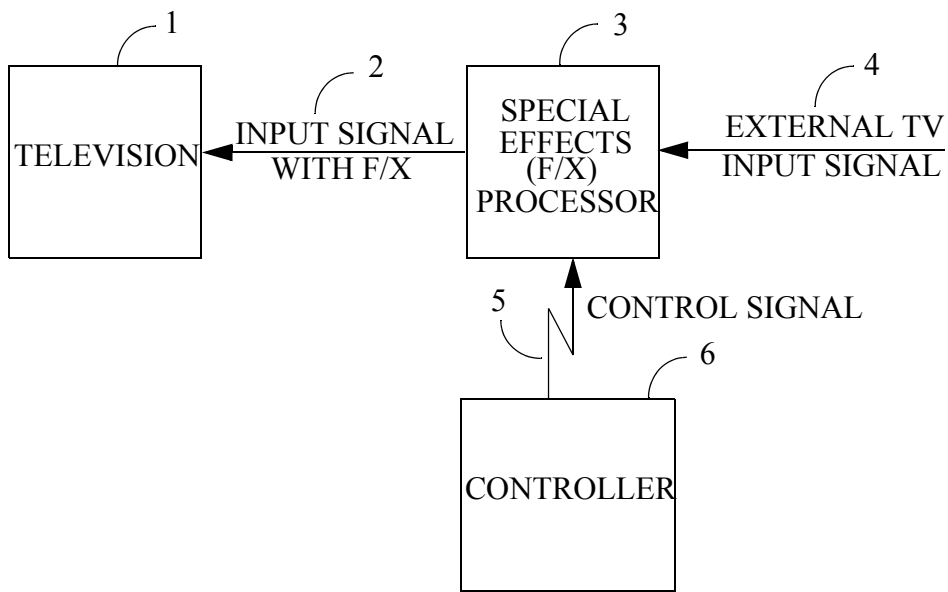 1
2
3
4
TELEVISION
INPUT SIGNAL
WITH F/X
SPECIAL
EFFECTS
(F/X)
PROCESSOR
EXTERNAL TV
INPUT SIGNAL
5
CONTROL SIGNAL
6
CONTROLLER